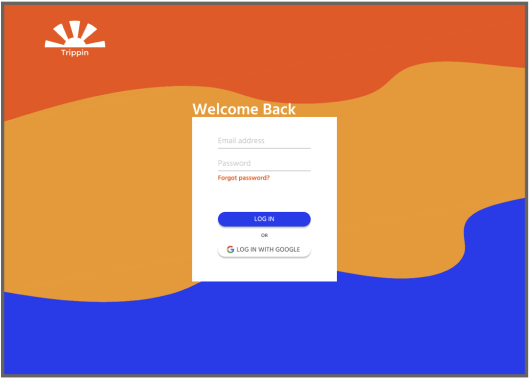 Trippin
Welcome Back
Email address
Password
Forgot password?
LOG IN
OR
LOG IN WITH GOOGLE